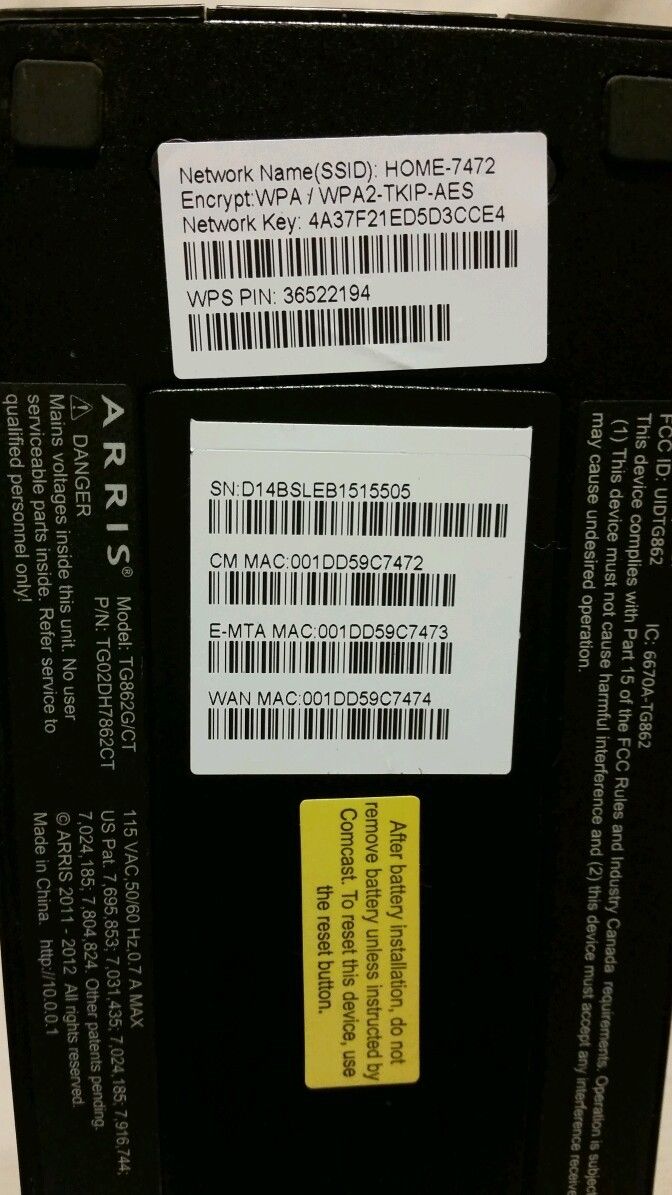 Network Name(SSID): HOME-7472
Encrypt:WPA / WPA2-TKIP-AES
Network Key: 4A37F21ED5D3CCE4
WPS PIN: 36522194
SN:D14BSLEB1515505
CM MAC:001DD59C7472
E-MTA MAC:001DD59C7473
WAN MAC:001DD59C7474
After battery installation, do not
remove battery unless instructed by
Comcast. To reset this device, use
the reset button.
ARRIS® Model: TG862G/CT
P/N: TG02DH7862CT
⚠ DANGER
Mains voltages inside this unit. No user
serviceable parts inside. Refer service to
qualified personnel only!
115 VAC,50/60 Hz,0.7 A MAX
US Pat. 7,695,853; 7,031,435; 7,024,185; 7,916,744;
7,024,185; 7,804,824. Other patents pending.
© ARRIS 2011 - 2012 All rights reserved.
Made in China. http://10.0.0.1
FCC ID: UIDTG862 IC: 6670A-TG862
This device complies with Part 15 of the FCC Rules and Industry Canada requirements. Operation is
(1) This device must not cause harmful interference and (2) this device must accept any interference
may cause undesired operation.